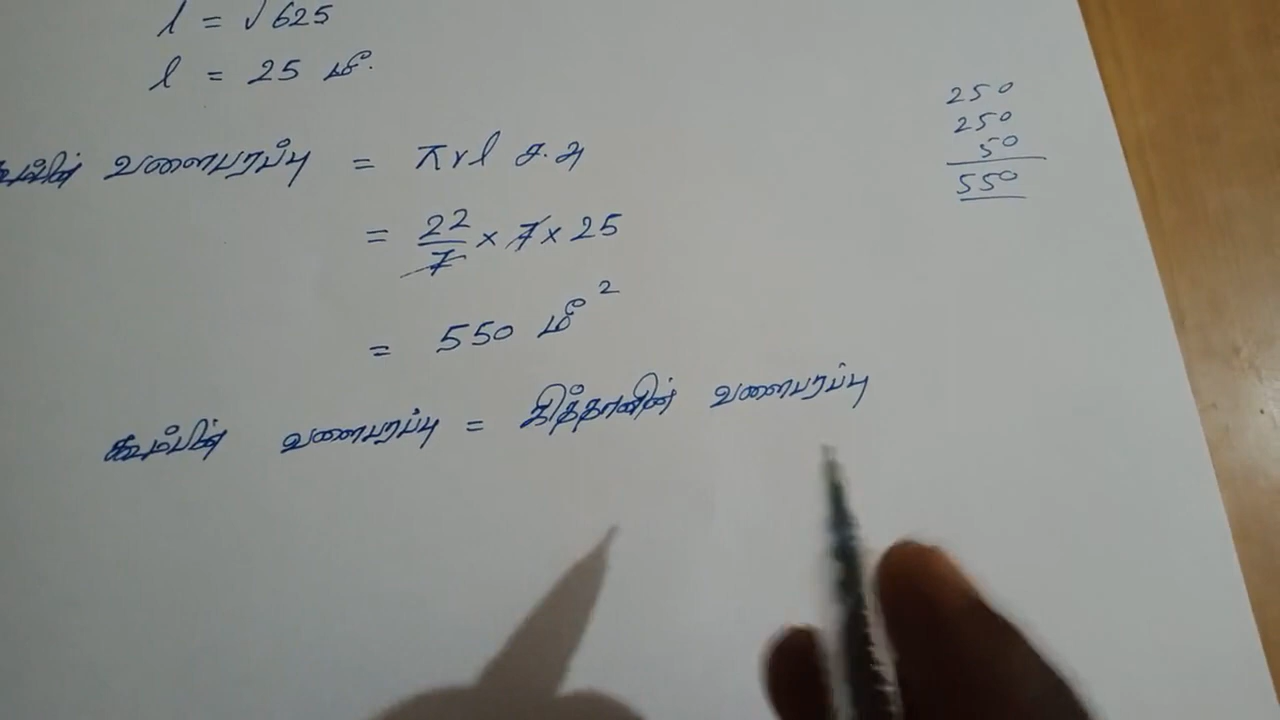 l = √625
l = 25 மீ.
கூம்பின் வளைபரப்பு = πrl ச.அ
= 22/7 × 7 × 25
= 550 மீ²
கூம்பின் வளைபரப்பு = கித்தானின் வளைபரப்பு
250
250
50
550